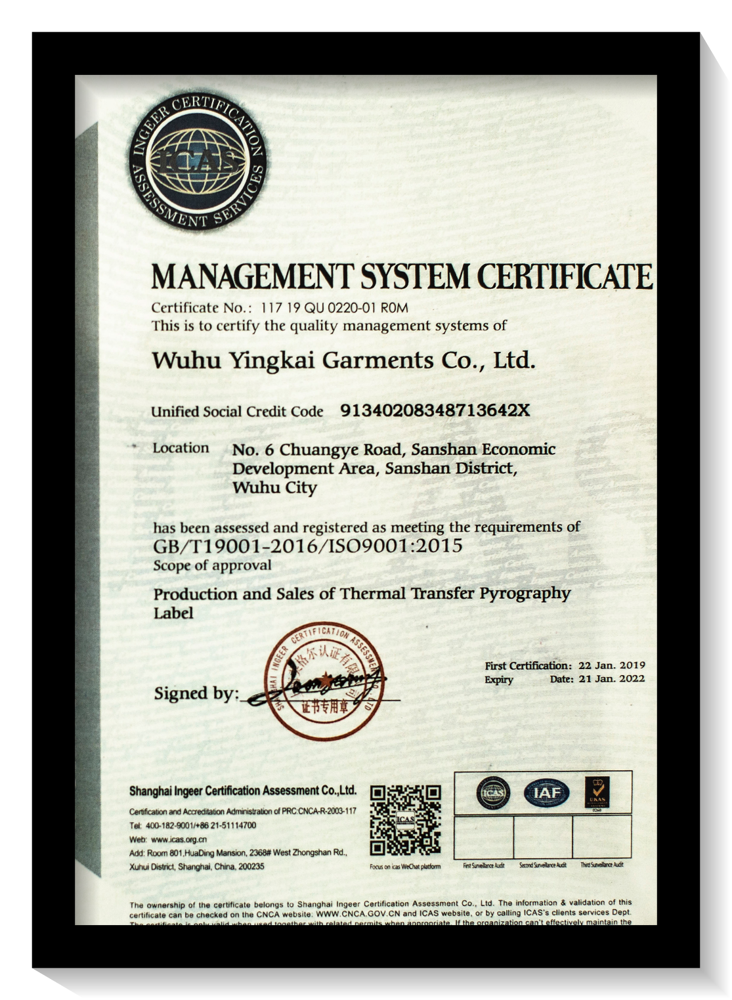 INGEER CERTIFICATION
ICAS
ASSESSMENT SERVICES
MANAGEMENT SYSTEM CERTIFICATE
Certificate No.: 117 19 QU 0220-01 R0M
This is to certify the quality management systems of
Wuhu Yingkai Garments Co., Ltd.
Unified Social Credit Code 91340208348713642X
Location No. 6 Chuangye Road, Sanshan Economic
Development Area, Sanshan District,
Wuhu City
has been assessed and registered as meeting the requirements of
GB/T19001-2016/ISO9001:2015
Scope of approval
Production and Sales of Thermal Transfer Pyrography
Label
First Certification: 22 Jan. 2019
Expiry Date: 21 Jan. 2022
Signed by:
SHANGHAI INGEER CERTIFICATION ASSESSMENT CO., LTD
格尔认证有限
证书专用章
Shanghai Ingeer Certification Assessment Co.,Ltd.
Certification and Accreditation Administration of PRC:CNCA-R-2003-117
Tel: 400-182-9001/+86 21-51114700
Web: www.icas.org.cn
Add: Room 801,HuaDing Mansion, 2368# West Zhongshan Rd.,
Xuhui District, Shanghai, China, 200235
ICAS
Focus on icas WeChat platform
ICAS IAF UKAS
0260
First Surveillance Audit Second Surveillance Audit Third Surveillance Audit
The ownership of the certificate belongs to Shanghai Ingeer Certification Assessment Co., Ltd. The information & validation of this
certificate can be checked on the CNCA website: WWW.CNCA.GOV.CN and ICAS website, or by calling ICAS's clients services Dept.
The certificate is only valid when used together with related permits when appropriate. If the organization can't effectively maintain the